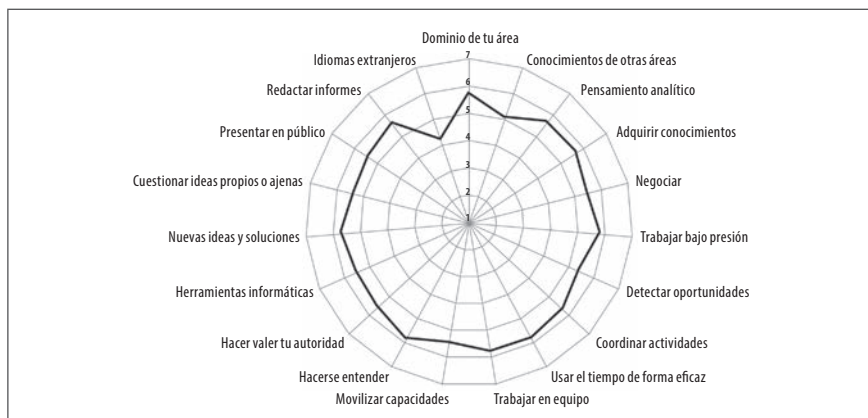 Dominio de tu área
Idiomas extranjeros
Conocimientos de otras áreas
Redactar informes
Pensamiento analítico
Presentar en público
Adquirir conocimientos
Cuestionar ideas propios o ajenas
Negociar
Nuevas ideas y soluciones
Trabajar bajo presión
Herramientas informáticas
Detectar oportunidades
Hacer valer tu autoridad
Coordinar actividades
Hacerse entender
Usar el tiempo de forma eficaz
Movilizar capacidades
Trabajar en equipo
7
6
5
4
3
2
1